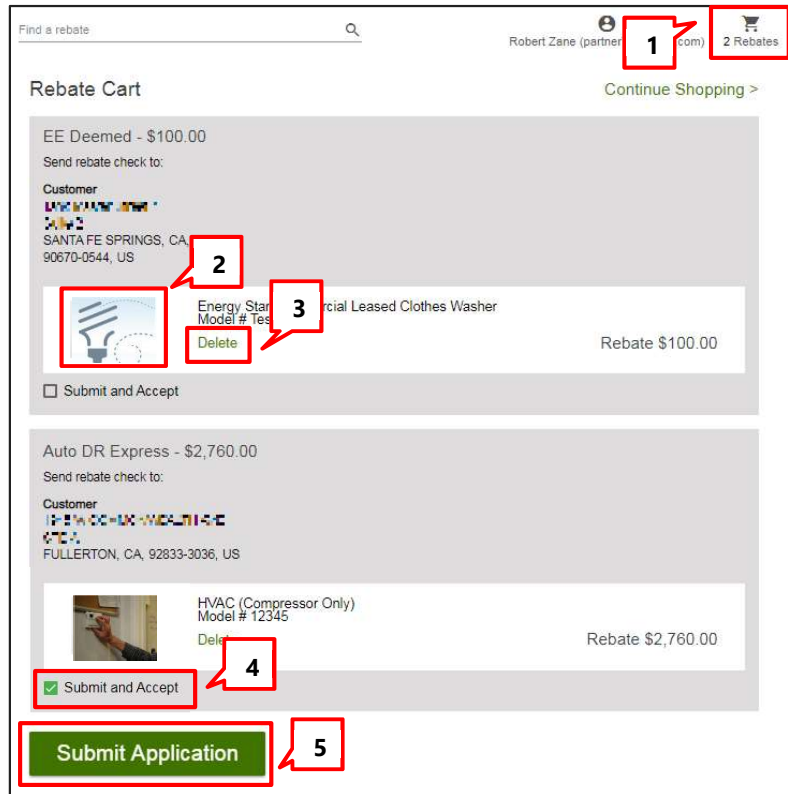 Find a rebate
Robert Zane (partner com)
1
2 Rebates
Rebate Cart
Continue Shopping >
EE Deemed - $100.00
Send rebate check to:
Customer
SANTA FE SPRINGS, CA,
90670-0544, US
2
Energy Star Commercial Leased Clothes Washer
3
Model # Tes
Delete
Rebate $100.00
Submit and Accept
Auto DR Express - $2,760.00
Send rebate check to:
Customer
FULLERTON, CA, 92833-3036, US
HVAC (Compressor Only)
Model # 12345
Delete
Rebate $2,760.00
4
Submit and Accept
Submit Application
5